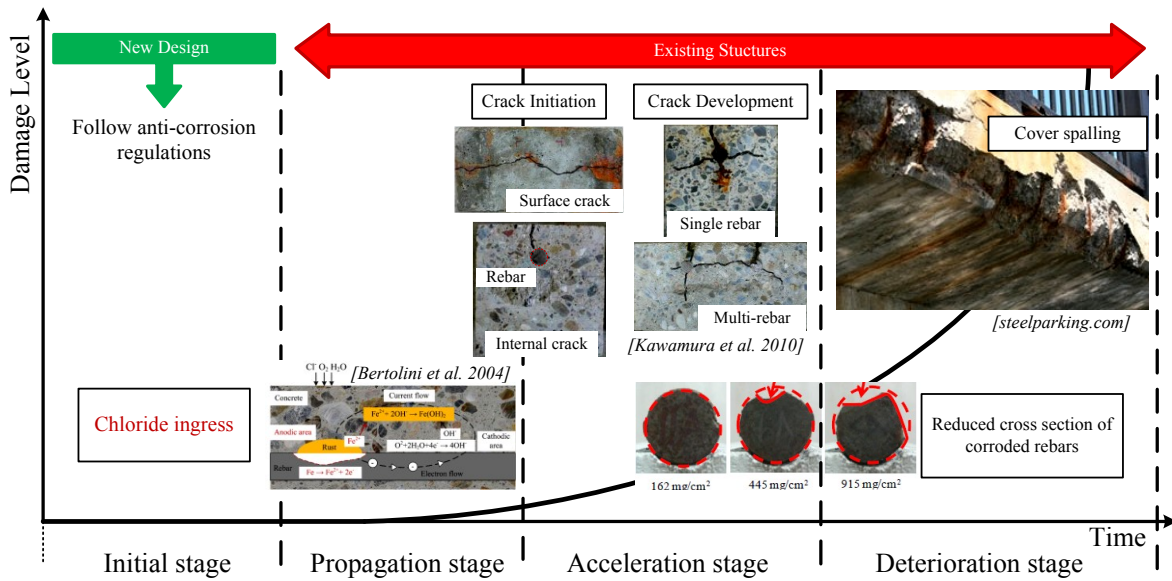 Damage Level
New Design
Existing Stuctures
Follow anti-corrosion
regulations
Crack Initiation
Crack Development
Cover spalling
Surface crack
Single rebar
Rebar
Internal crack
Multi-rebar
[Bertolini et al. 2004]
[Kawamura et al. 2010]
[steelparking.com]
Chloride ingress
Cl⁻ O₂ H₂O
Concrete
Current flow
Fe²⁺+ 2OH⁻ → Fe(OH)₂
Anodic area
Fe²⁺
OH⁻
Cathodic
area
Rust
O²+2H₂O+4e⁻→ 4OH⁻
Rebar
Fe → Fe²⁺+ 2e⁻
Electron flow
162 mg/cm²
445 mg/cm²
915 mg/cm²
Reduced cross section of
corroded rebars
Time
Initial stage
Propagation stage
Acceleration stage
Deterioration stage